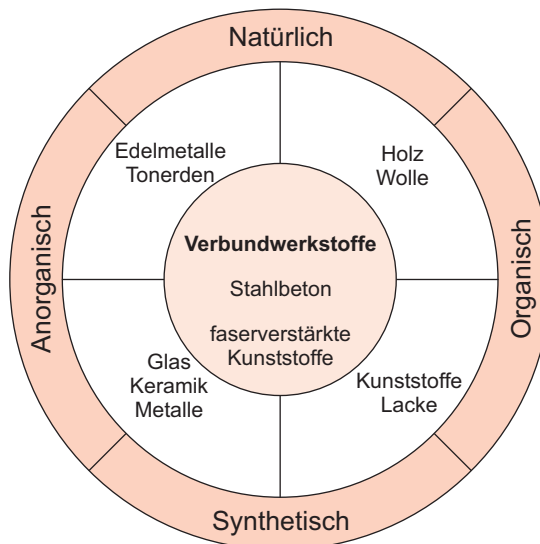 Natürlich
Edelmetalle
Tonerden
Holz
Wolle
Anorganisch
Organisch
Verbundwerkstoffe
Stahlbeton
faserverstärkte
Kunststoffe
Glas
Keramik
Metalle
Kunststoffe
Lacke
Synthetisch